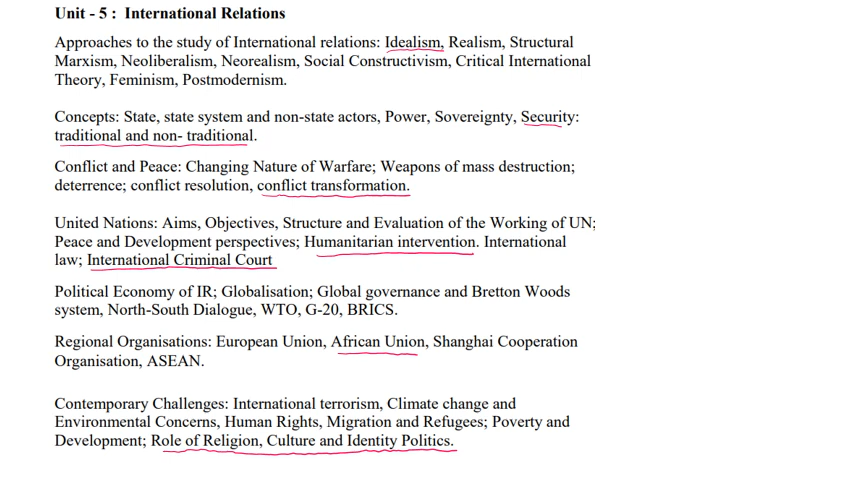 Unit - 5 : International Relations
Approaches to the study of International relations: Idealism, Realism, Structural
Marxism, Neoliberalism, Neorealism, Social Constructivism, Critical International
Theory, Feminism, Postmodernism.
Concepts: State, state system and non-state actors, Power, Sovereignty, Security:
traditional and non- traditional.
Conflict and Peace: Changing Nature of Warfare; Weapons of mass destruction;
deterrence; conflict resolution, conflict transformation.
United Nations: Aims, Objectives, Structure and Evaluation of the Working of UN;
Peace and Development perspectives; Humanitarian intervention. International
law; International Criminal Court
Political Economy of IR; Globalisation; Global governance and Bretton Woods
system, North-South Dialogue, WTO, G-20, BRICS.
Regional Organisations: European Union, African Union, Shanghai Cooperation
Organisation, ASEAN.
Contemporary Challenges: International terrorism, Climate change and
Environmental Concerns, Human Rights, Migration and Refugees; Poverty and
Development; Role of Religion, Culture and Identity Politics.